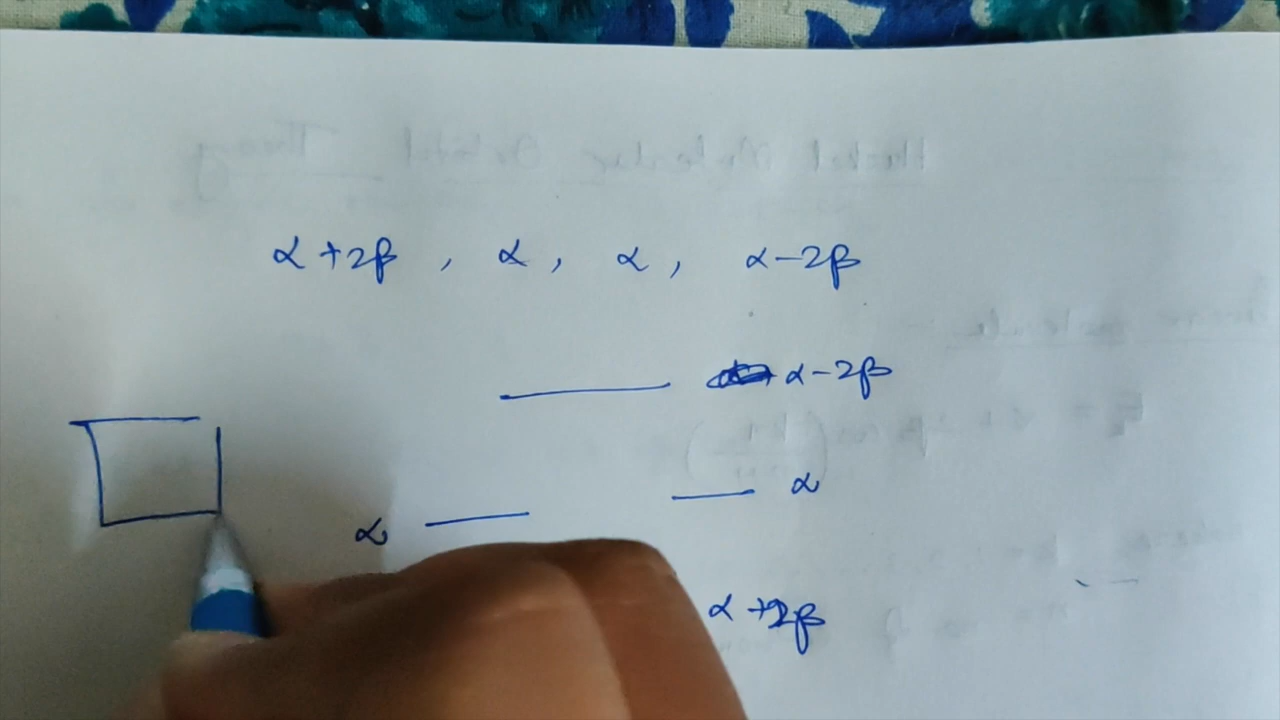 α + 2β , α , α , α - 2β
α - 2β
α
α
α + 2β